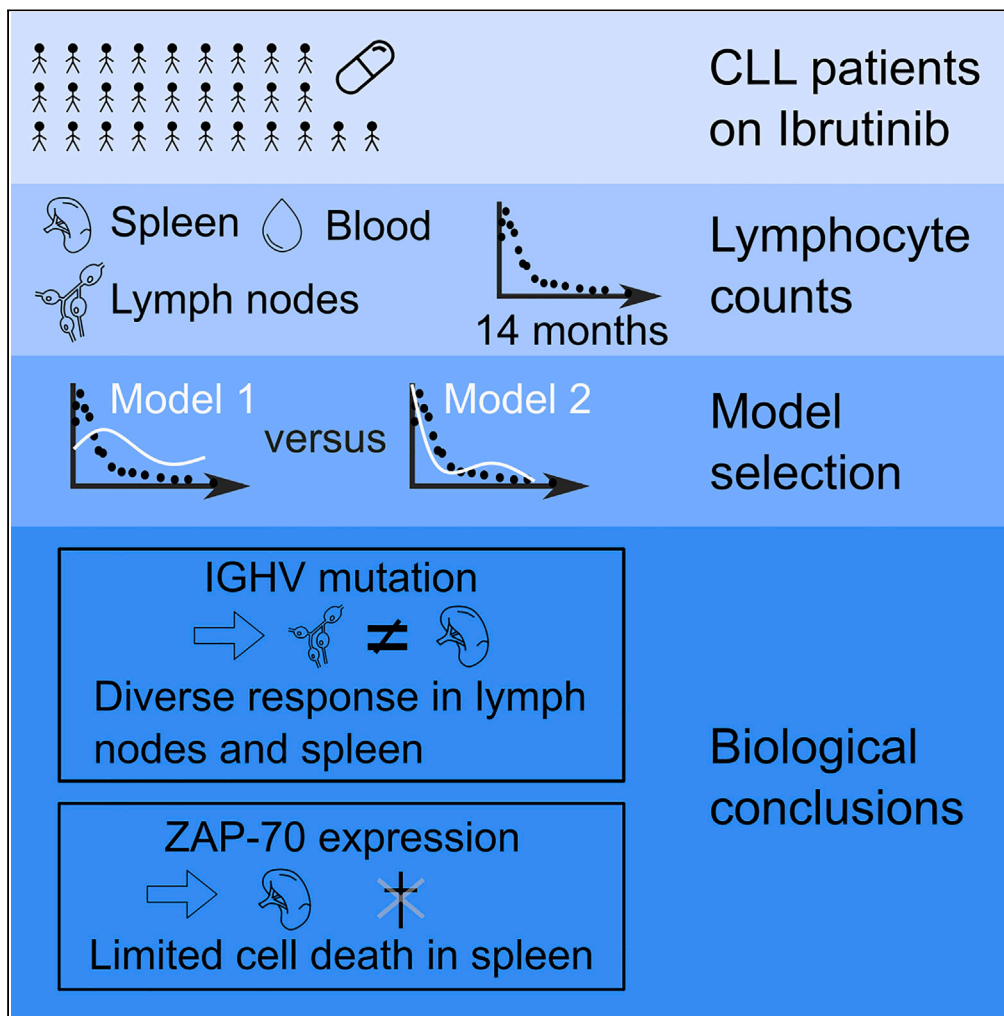 CLL patients
on Ibrutinib
Spleen
Blood
Lymph nodes
14 months
Lymphocyte
counts
Model 1
versus
Model 2
Model
selection
IGHV mutation
≠
Diverse response in lymph
nodes and spleen
ZAP-70 expression
Limited cell death in spleen
Biological
conclusions